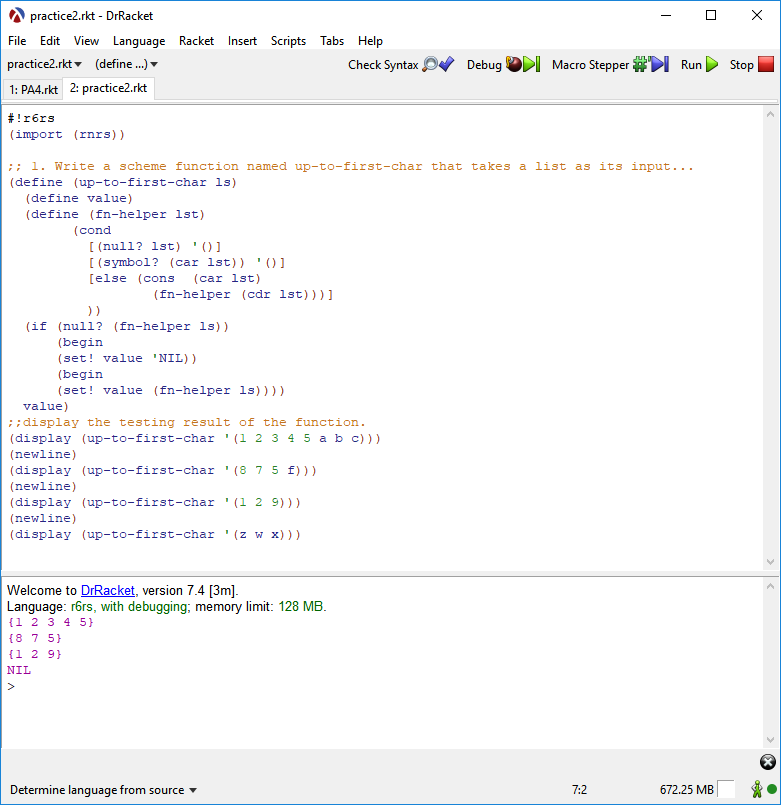 practice2.rkt - DrRacket
File Edit View Language Racket Insert Scripts Tabs Help
practice2.rkt▾ (define ...)▾ Check Syntax Debug Macro Stepper Run Stop
1: PA4.rkt 2: practice2.rkt
#!r6rs
(import (rnrs))
;; 1. Write a scheme function named up-to-first-char that takes a list as its input...
(define (up-to-first-char ls)
(define value)
(define (fn-helper lst)
(cond
[(null? lst) '()]
[(symbol? (car lst)) '()]
[else (cons (car lst)
(fn-helper (cdr lst)))]
))
(if (null? (fn-helper ls))
(begin
(set! value 'NIL))
(begin
(set! value (fn-helper ls))))
value)
;;display the testing result of the function.
(display (up-to-first-char '(1 2 3 4 5 a b c)))
(newline)
(display (up-to-first-char '(8 7 5 f)))
(newline)
(display (up-to-first-char '(1 2 9)))
(newline)
(display (up-to-first-char '(z w x)))
Welcome to DrRacket, version 7.4 [3m].
Language: r6rs, with debugging; memory limit: 128 MB.
{1 2 3 4 5}
{8 7 5}
{1 2 9}
NIL
>
Determine language from source ▾ 7:2 672.25 MB